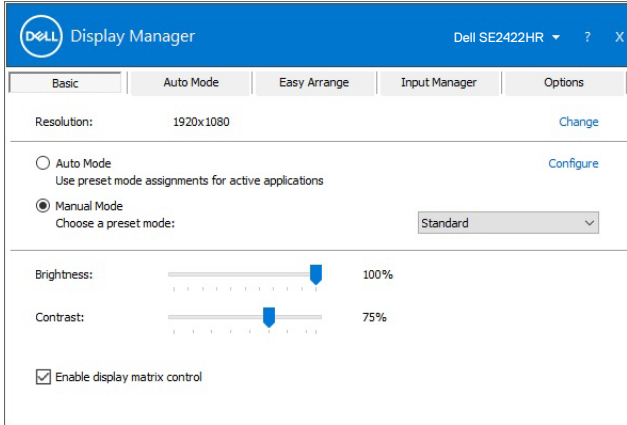 DELL Display Manager Dell SE2422HR ? X
Basic Auto Mode Easy Arrange Input Manager Options
Resolution: 1920x1080 Change
Auto Mode Configure
Use preset mode assignments for active applications
Manual Mode
Choose a preset mode: Standard
Brightness: 100%
Contrast: 75%
Enable display matrix control